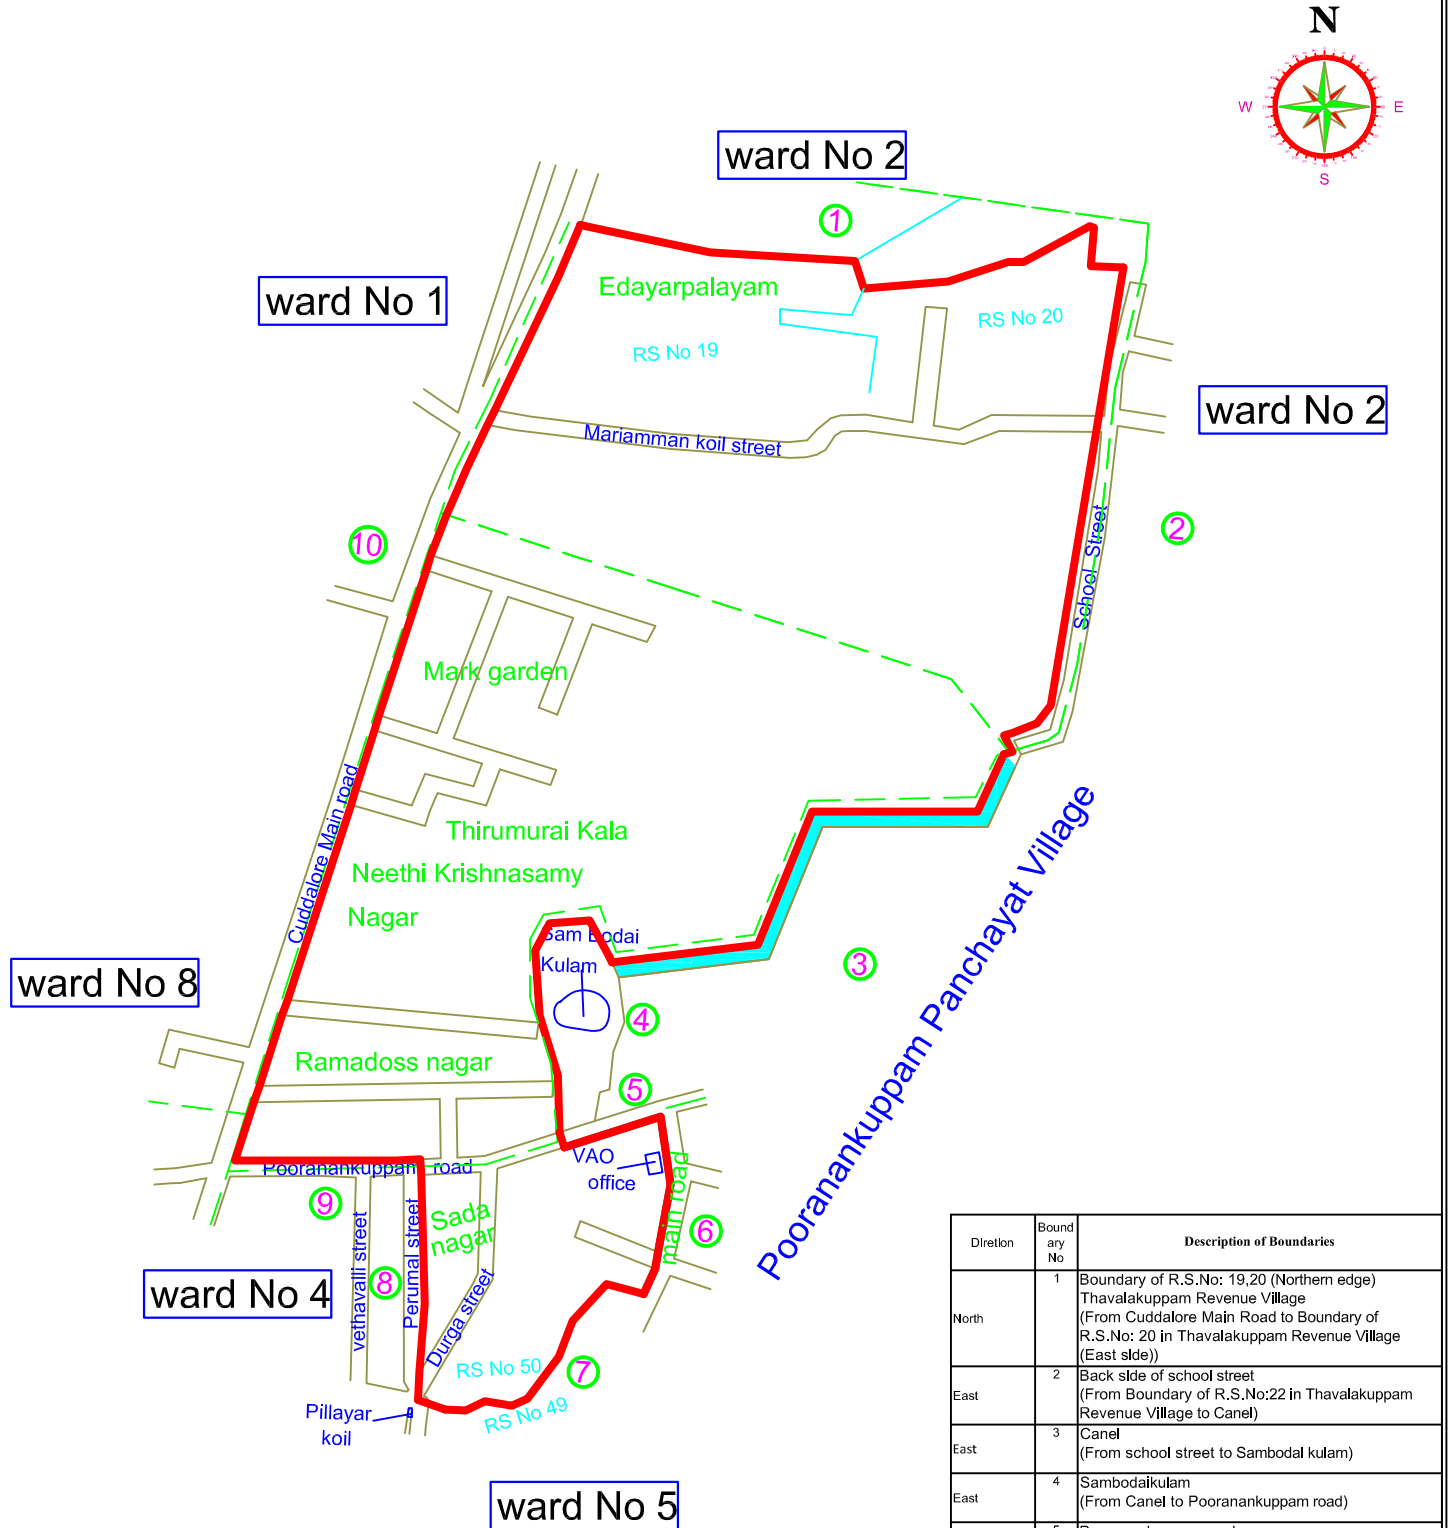 N
W
E
S
ward No 2
1
ward No 1
Edayarpalayam
RS No 20
RS No 19
ward No 2
Mariamman koil street
10
2
School Street
Mark garden
Cuddalore Main road
Thirumurai Kala
Neethi Krishnasamy
Nagar
Sam Bodai
Kulam
3
ward No 8
4
Pooranankuppam Panchayat Village
Ramadoss nagar
5
VAO
office
Pooranankuppam road
main road
9
vethavalli street
Perumal street
Sada
nagar
6
8
ward No 4
Durga street
RS No 50
7
RS No 49
Pillayar
koil
ward No 5
Diretion
Bound
ary
No
Description of Boundaries
North
1
Boundary of R.S.No: 19,20 (Northern edge)
Thavalakuppam Revenue Village
(From Cuddalore Main Road to Boundary of
R.S.No: 20 in Thavalakuppam Revenue Village
(East side))
East
2
Back side of school street
(From Boundary of R.S.No:22 in Thavalakuppam
Revenue Village to Canel)
East
3
Canel
(From school street to Sambodai kulam)
East
4
Sambodaikulam
(From Canel to Pooranankuppam road)